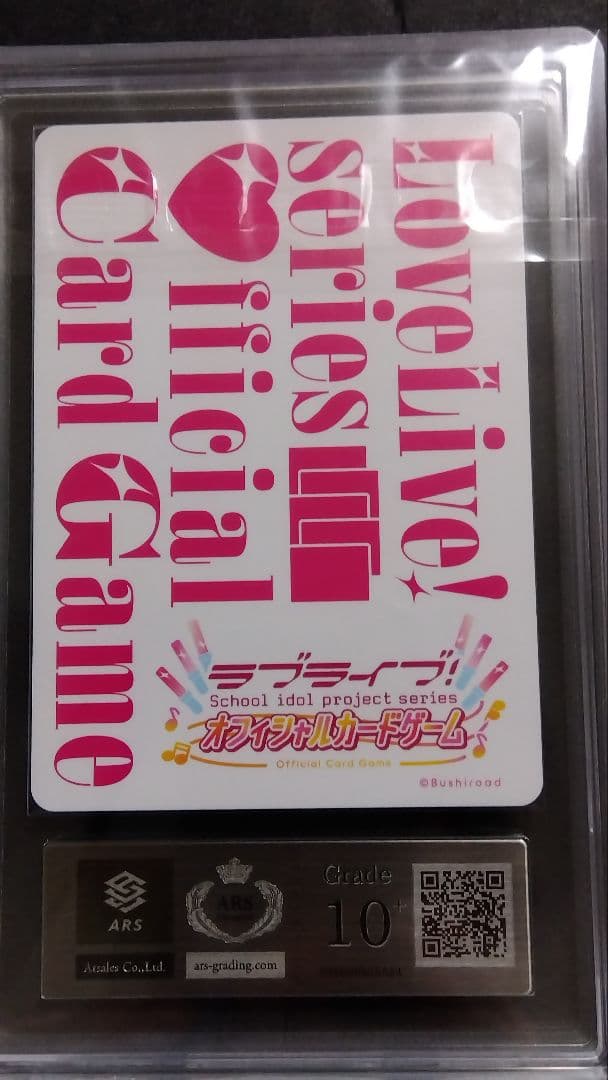 LoveLive!
series
Official
Card Game
ラブライブ!
School idol project series
オフィシャルカードゲーム
Official Card Game
©Bushiroad
ARS
Atzales Co.,Ltd.
ARS
ars-grading.com
Grade
10+